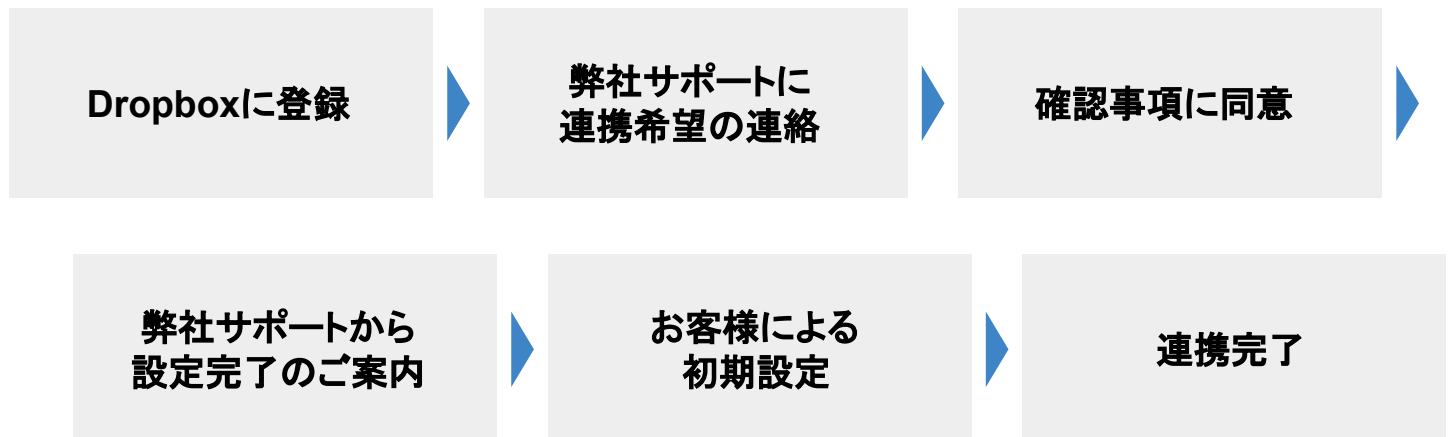 Dropboxに登録
弊社サポートに
連携希望の連絡
確認事項に同意
弊社サポートから
設定完了のご案内
お客様による
初期設定
連携完了